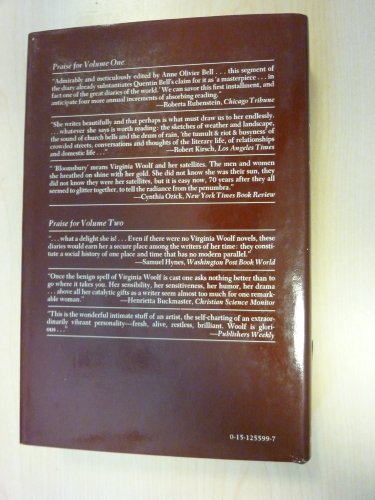 Praise for Volume One
"Admirably and meticulously edited by Anne Olivier Bell . . . this segment of
the diary already substantiates Quentin Bell's claim for it as 'a masterpiece . . . in
fact one of the great diaries of the world.' We can savor this first installment, and
anticipate four more annual increments of absorbing reading."
—Roberta Rubenstein, Chicago Tribune
"She writes beautifully and that perhaps is what must draw us to her endlessly.
. . . whatever she says is worth reading: the sketches of weather and landscape,
the sound of church bells and the drum of rain, 'the tumult & riot & busyness of
crowded streets, conversations and thoughts of the literary life, of relationships
and domestic life . . ."
—Robert Kirsch, Los Angeles Times
" 'Bloomsbury' means Virginia Woolf and her satellites. The men and women
she breathed on shine with her gold. She did not know she was their sun, they
did not know they were her satellites, but it is easy now, 70 years after they all
seemed to glitter together, to tell the radiance from the penumbra."
—Cynthia Ozick, New York Times Book Review
Praise for Volume Two
". . . what a delight she is! . . . Even if there were no Virginia Woolf novels, these
diaries would earn her a secure place among the writers of her time: they con-
stitute a social history of one place and time that has no modern parallel."
—Samuel Hynes, Washington Post Book World
"Once the benign spell of Virginia Woolf is cast one asks nothing better than to
go where it takes you. Her sensibility, her sensitiveness, her humor, her drama
. . . above all her catalytic gifts as a writer seem almost too much for one remark-
able woman."
—Henrietta Buckmaster, Christian Science Monitor
"This is the wonderful intimate stuff of an artist, the self-charting of an extraor-
dinarily vibrant personality—fresh, alive, restless, brilliant. Woolf is glori-
ous . . ."
—Publishers Weekly
0-15-125599-7